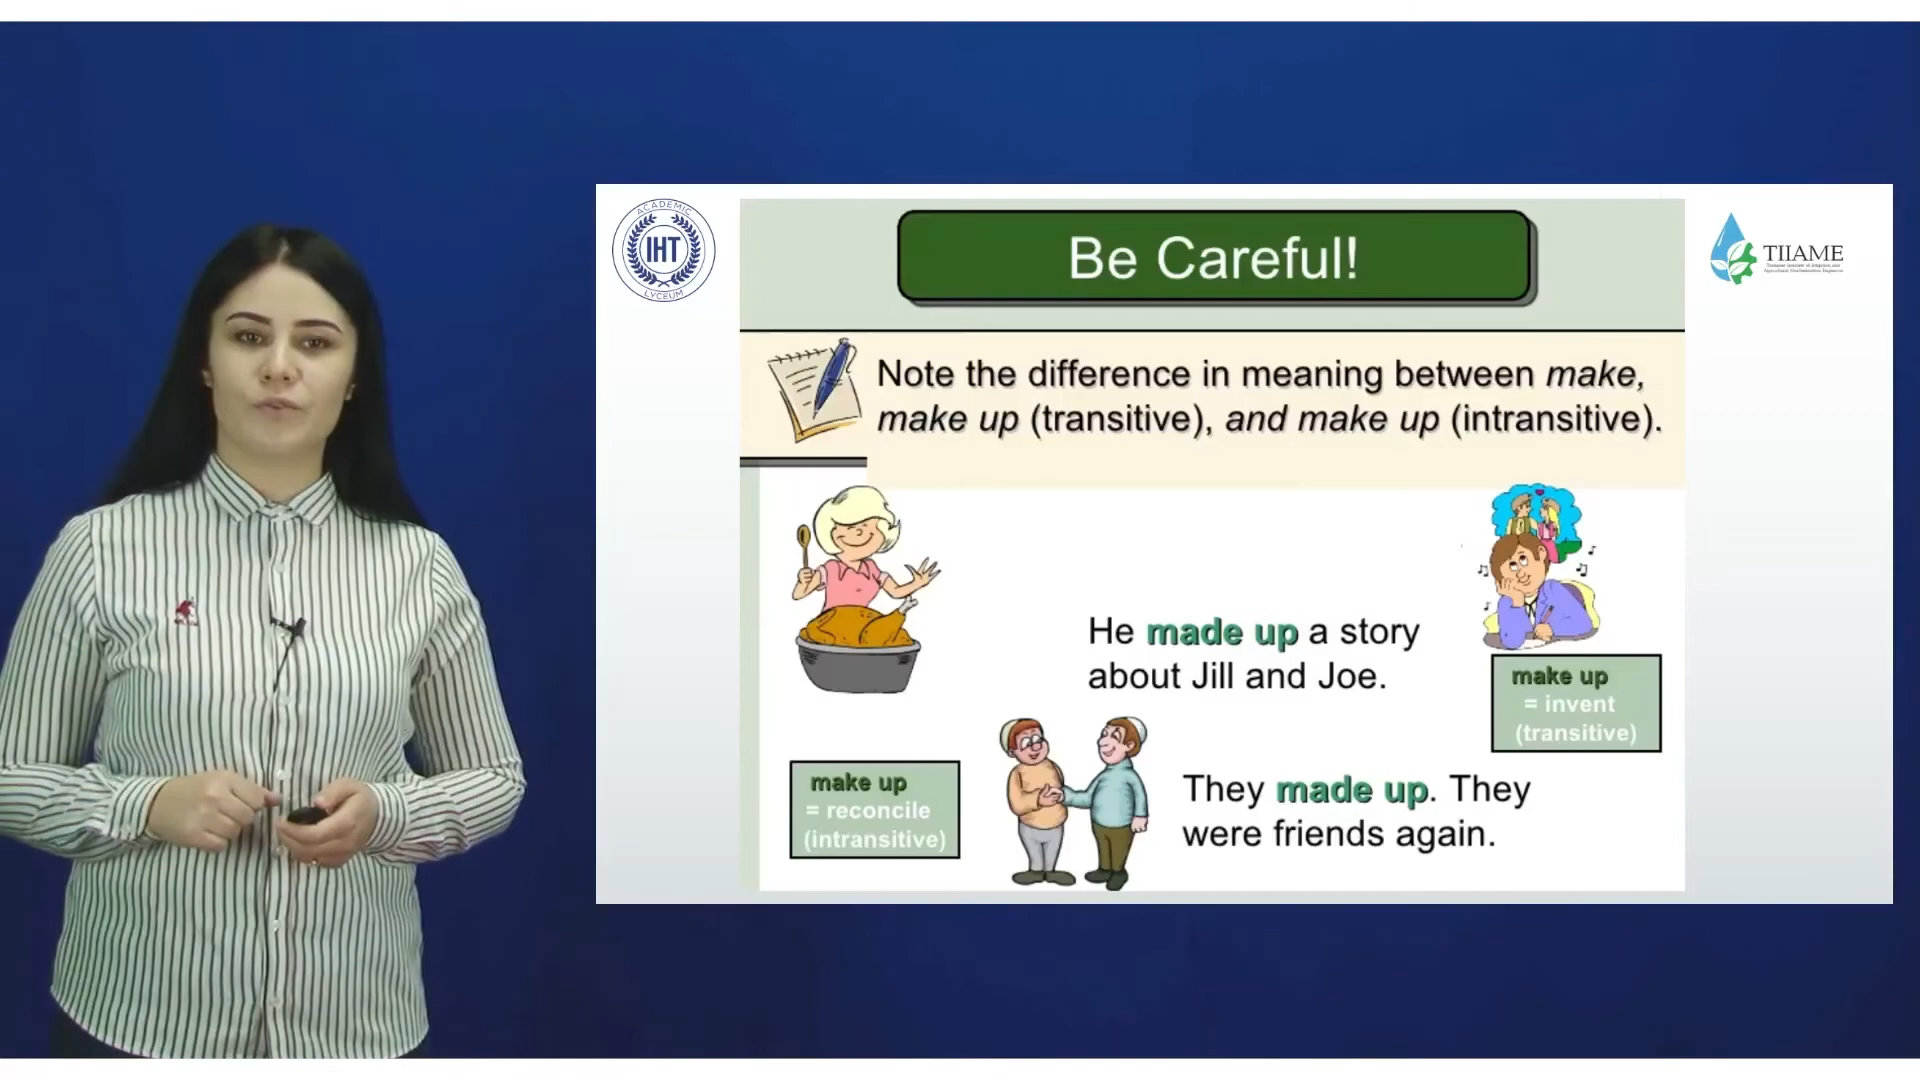 ACADEMIC
IHT
LYCEUM
Be Careful!
TIIAME
Note the difference in meaning between make,
make up (transitive), and make up (intransitive).
He made up a story
about Jill and Joe.
make up
= invent
(transitive)
make up
= reconcile
(intransitive)
They made up. They
were friends again.